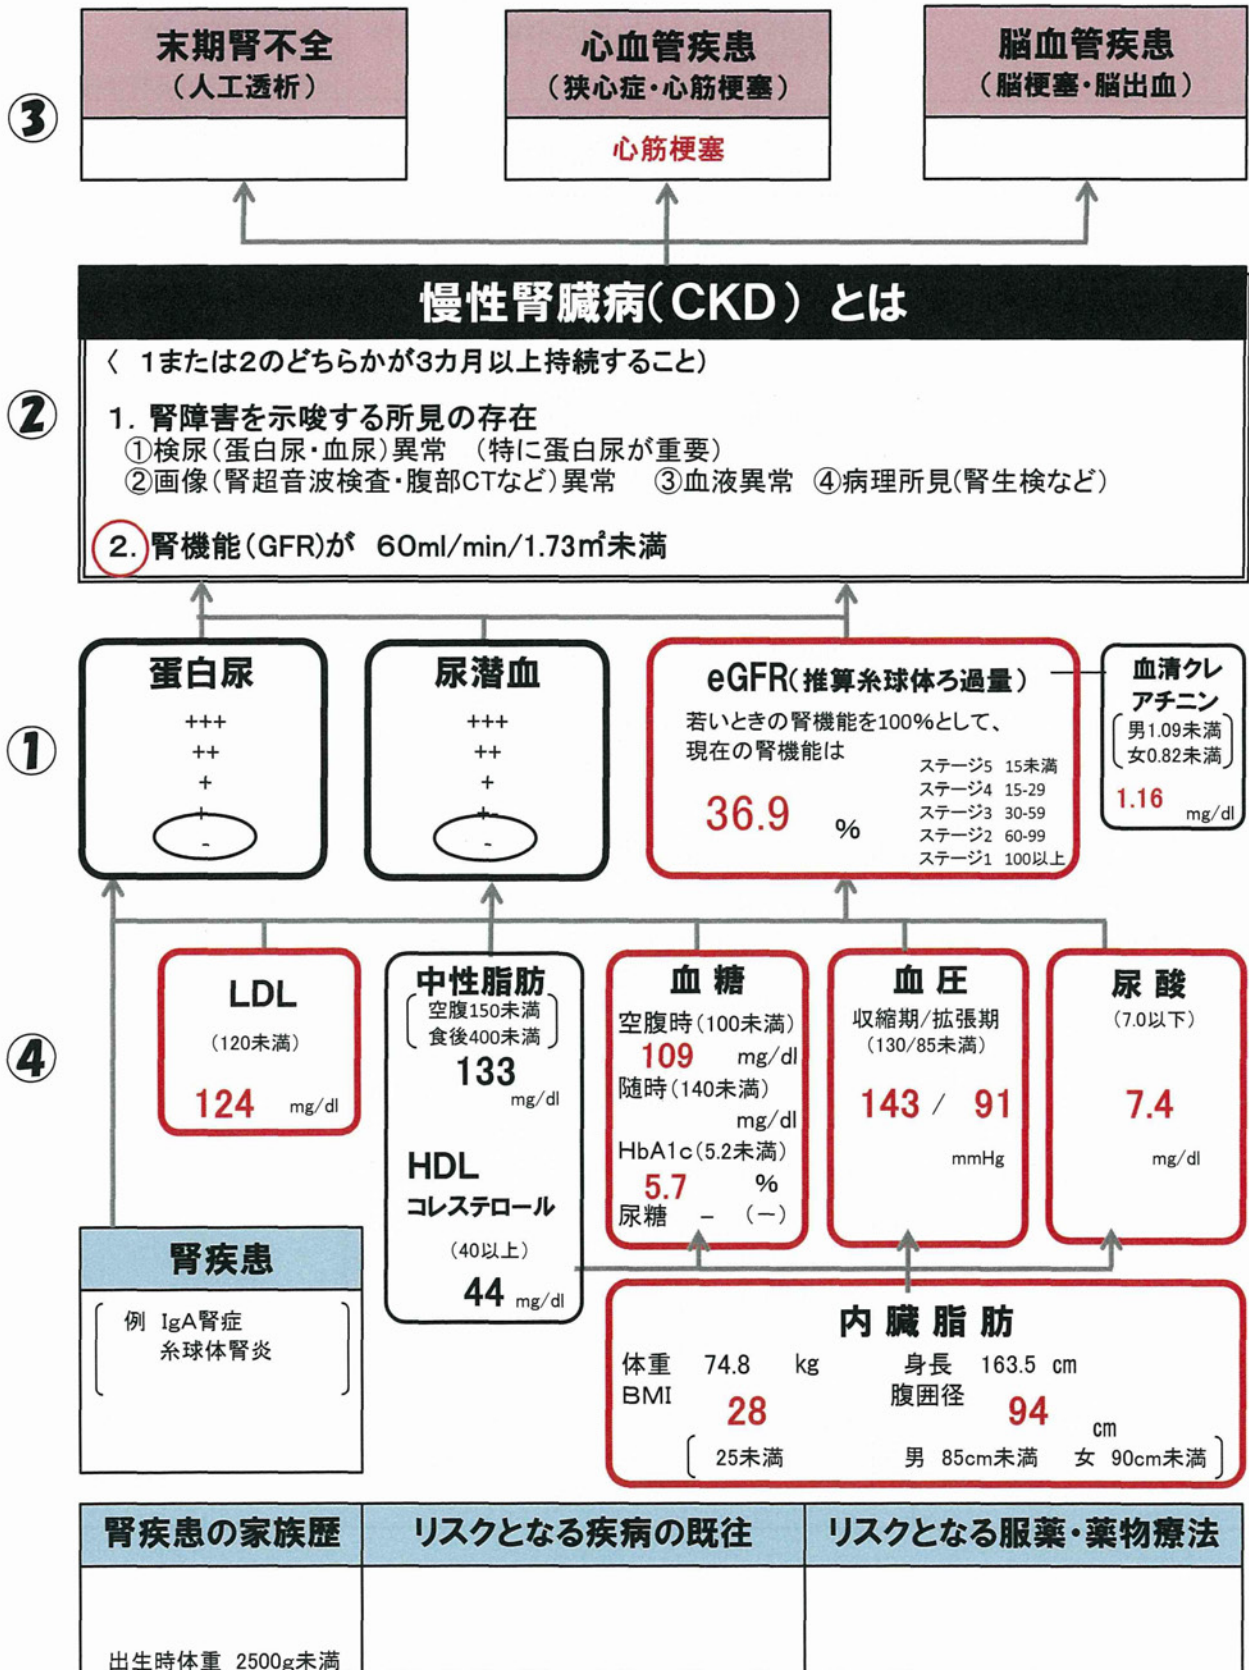 ③
末期腎不全
（人工透析）
心血管疾患
（狭心症・心筋梗塞）
心筋梗塞
脳血管疾患
（脳梗塞・脳出血）
慢性腎臓病（CKD） とは
②
〈 1または2のどちらかが3カ月以上持続すること）
1. 腎障害を示唆する所見の存在
①検尿（蛋白尿・血尿）異常 （特に蛋白尿が重要）
②画像（腎超音波検査・腹部CTなど）異常 ③血液異常 ④病理所見(腎生検など）
2. 腎機能（GFR)が 60ml/min/1.73㎡未満
①
蛋白尿
+++
++
+
+-
-
尿潜血
+++
++
+
+-
-
eGFR（推算糸球体ろ過量）
若いときの腎機能を100％として、
現在の腎機能は
36.9 %
ステージ5 15未満
ステージ4 15-29
ステージ3 30-59
ステージ2 60-99
ステージ1 100以上
血清クレ
アチニン
男1.09未満
女0.82未満
1.16 mg/dl
④
LDL
（120未満）
124 mg/dl
中性脂肪
空腹150未満
食後400未満
133
mg/dl
HDL
コレステロール
（40以上）
44 mg/dl
血糖
空腹時（100未満）
109 mg/dl
随時（140未満）
mg/dl
HbA1c（5.2未満）
5.7 %
尿糖 - （－）
血圧
収縮期/拡張期
（130/85未満）
143 / 91
mmHg
尿酸
（7.0以下）
7.4
mg/dl
腎疾患
例 IgA腎症
糸球体腎炎
内臓脂肪
体重 74.8 kg 身長 163.5 cm
BMI 28 腹囲径 94 cm
25未満 男 85cm未満 女 90cm未満
腎疾患の家族歴
リスクとなる疾病の既往
リスクとなる服薬・薬物療法
出生時体重 2500g未満